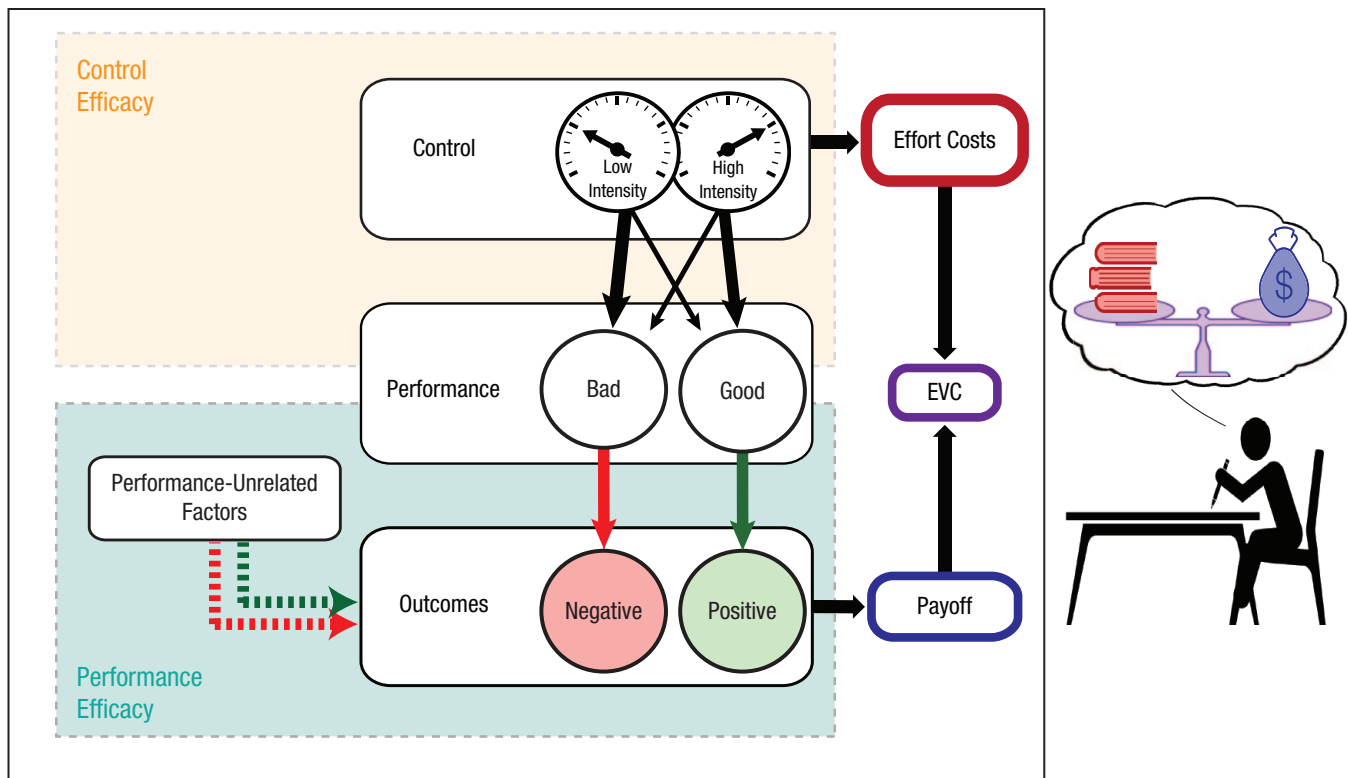 Control
Efficacy
Control
Low
Intensity
High
Intensity
Effort Costs
$
Performance
Bad
Good
EVC
Performance-Unrelated
Factors
Outcomes
Negative
Positive
Payoff
Performance
Efficacy